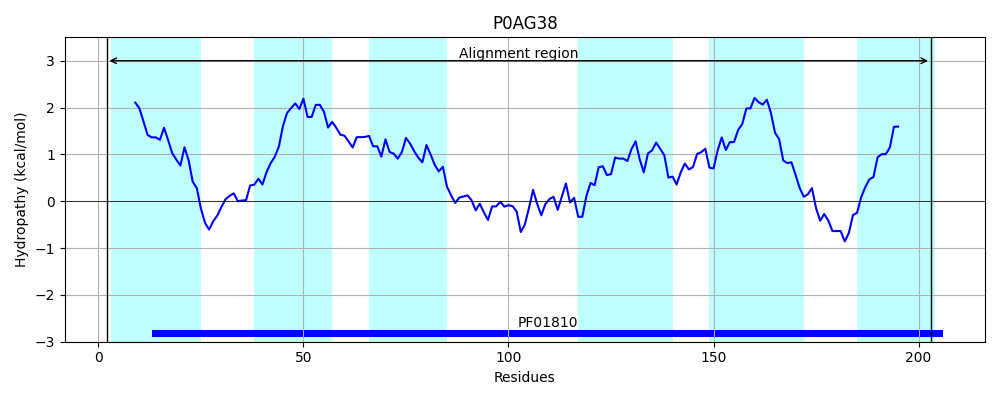 P0AG38
Hydropathy (kcal/mol)
3
2
1
0
−1
−2
−3
Alignment region
PF01810
0
50
100
150
200
Residues